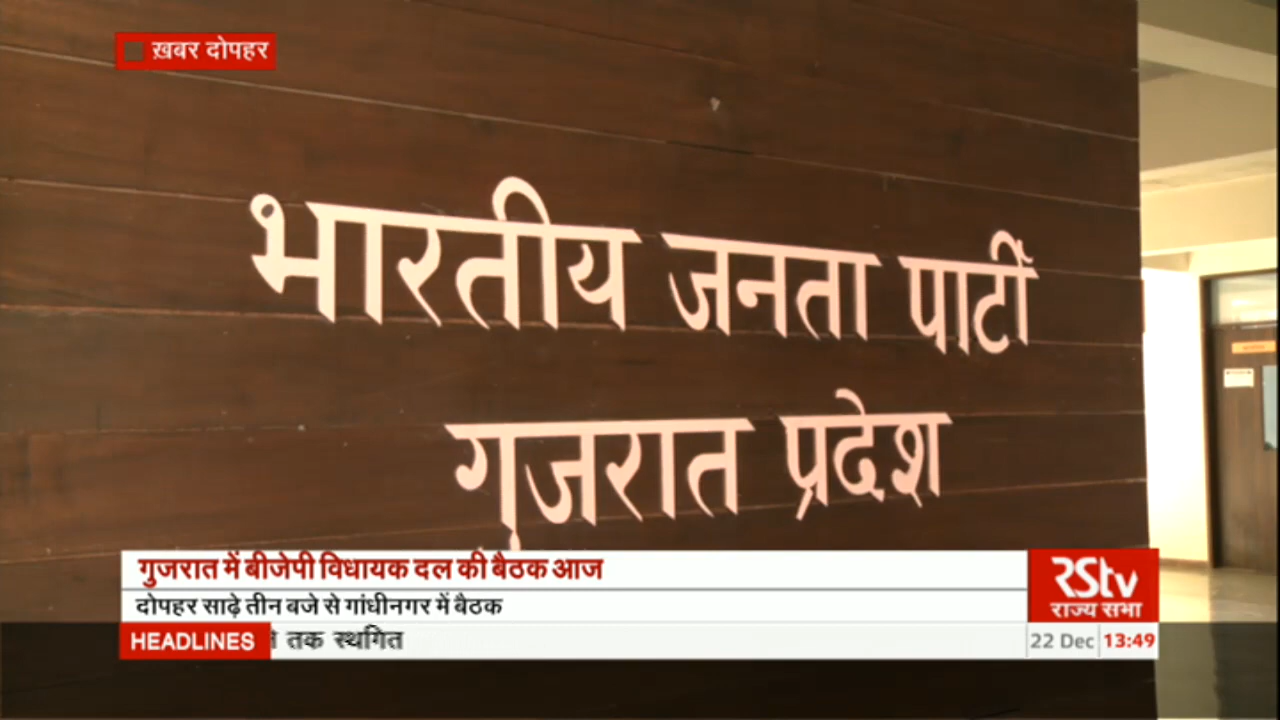 ख़बर दोपहर
भारतीय जनता पार्टी
गुजरात प्रदेश
गुजरात में बीजेपी विधायक दल की बैठक आज
दोपहर साढ़े तीन बजे से गांधीनगर में बैठक
HEADLINES तक स्थगित
RStv
राज्य सभा
22 Dec 13:49